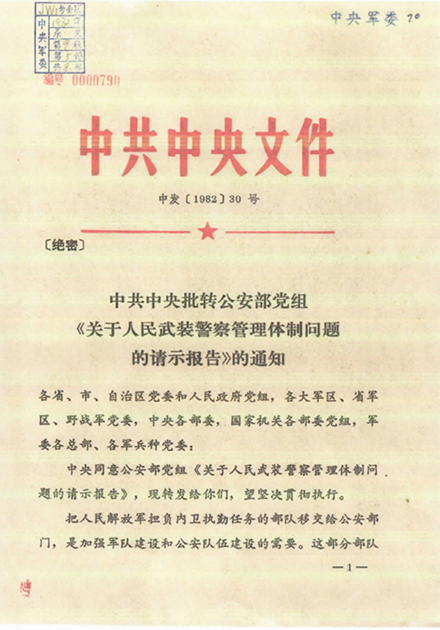 中央军委 70
中央军委
编号 0000790
中共中央文件
中发〔1982〕30 号
〔绝密〕
中共中央批转公安部党组
《关于人民武装警察管理体制问题
的请示报告》的通知
各省、市、自治区党委和人民政府党组，各大军区、省军
区、野战军党委，中央各部委，国家机关各部委党组，军
委各总部、各军兵种党委：
中央同意公安部党组《关于人民武装警察管理体制问
题的请示报告》，现转发给你们，望坚决贯彻执行。
把人民解放军担负内卫执勤任务的部队移交给公安部
门，是加强军队建设和公安队伍建设的需要。这部分部队
—1—